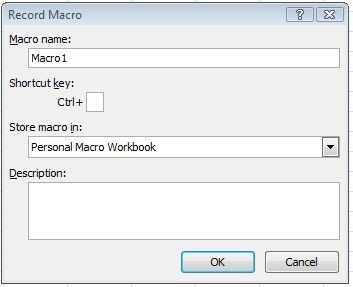 Record Macro
Macro name:
Macro1
Shortcut key:
Ctrl+
Store macro in:
Personal Macro Workbook
Description:
OK Cancel